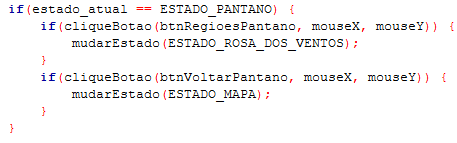 if(estado_atual == ESTADO_PANTANO) {
    if(cliqueBotao(btnRegioesPantano, mouseX, mouseY)) {
        mudarEstado(ESTADO_ROSA_DOS_VENTOS);
    }
    if(cliqueBotao(btnVoltarPantano, mouseX, mouseY)) {
        mudarEstado(ESTADO_MAPA);
    }
}